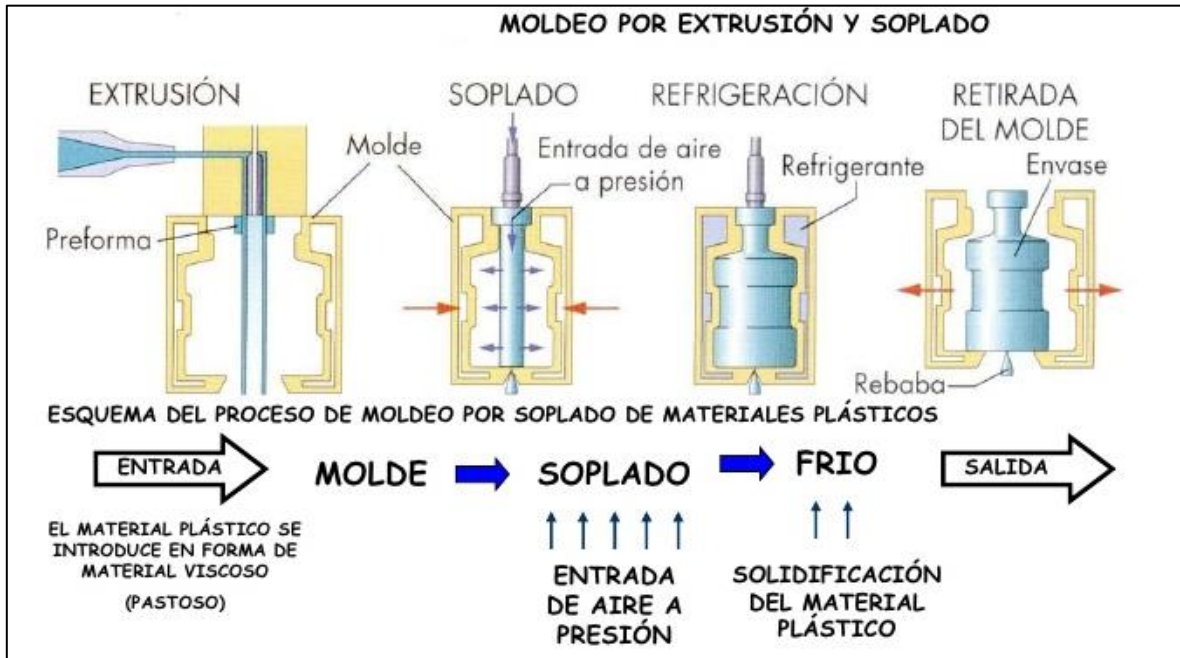 MOLDEO POR EXTRUSIÓN Y SOPLADO
EXTRUSIÓN
Molde
Preforma
SOPLADO
Entrada de aire
a presión
REFRIGERACIÓN
Refrigerante
RETIRADA
DEL MOLDE
Envase
Rebaba
ESQUEMA DEL PROCESO DE MOLDEO POR SOPLADO DE MATERIALES PLÁSTICOS
ENTRADA
MOLDE
SOPLADO
FRIO
SALIDA
EL MATERIAL PLÁSTICO SE
INTRODUCE EN FORMA DE
MATERIAL VISCOSO
(PASTOSO)
ENTRADA
DE AIRE A
PRESIÓN
SOLIDIFICACIÓN
DEL MATERIAL
PLÁSTICO